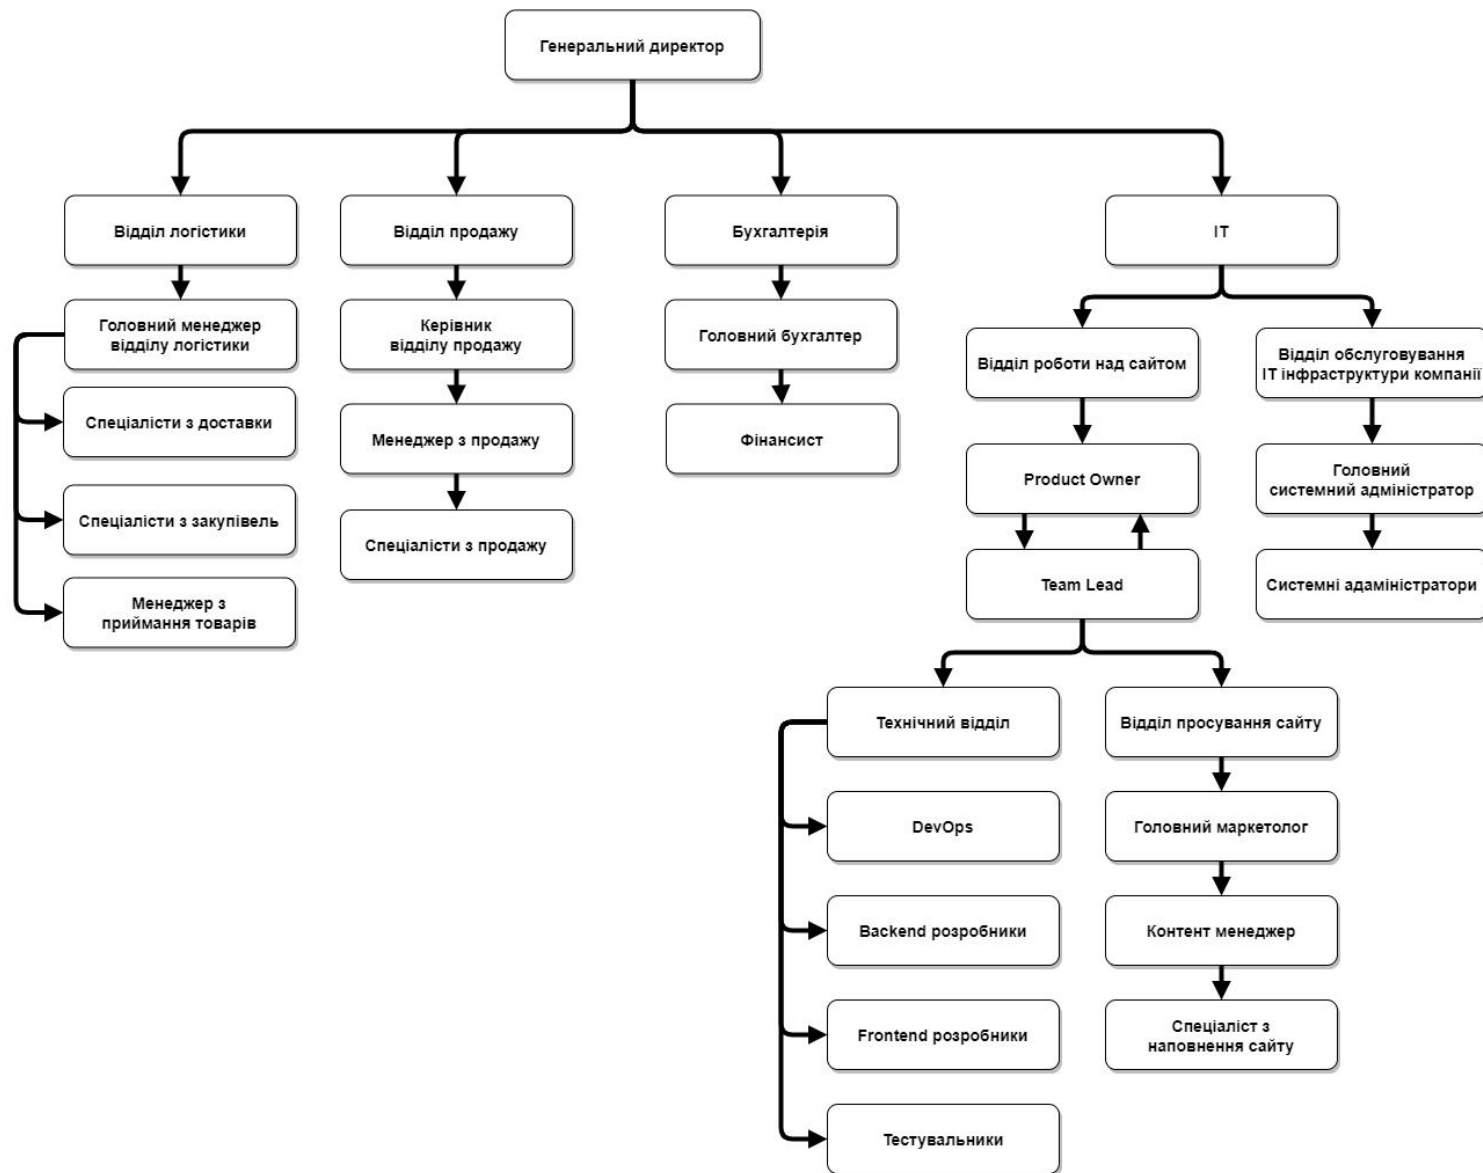 Генеральний директор
Відділ логістики
Відділ продажу
Бухгалтерія
IT
Головний менеджер
відділу логістики
Керівник
відділу продажу
Головний бухгалтер
Відділ роботи над сайтом
Відділ обслуговування
IT інфраструктури компанії
Спеціалісти з доставки
Менеджер з продажу
Фінансист
Product Owner
Головний
системний адміністратор
Спеціалісти з закупівель
Спеціалісти з продажу
Team Lead
Системні адаміністратори
Менеджер з
приймання товарів
Технічний відділ
Відділ просування сайту
DevOps
Головний маркетолог
Backend розробники
Контент менеджер
Frontend розробники
Спеціаліст з
наповнення сайту
Тестувальники